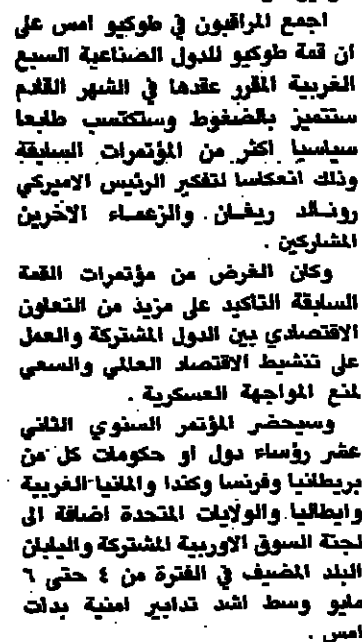 اجمع المراقبون في طوكيو امس على
ان قمة طوكيو للدول الصناعية السبع
الغربية المقرر عقدها في الشهر القادم
ستتميز بالضغوط وستكتسب طابعا
سياسيا اكثر من المؤتمرات السابقة
وذلك انعكاسا لتفكير الرئيس الاميركي
رونالد ريغان والزعماء الاخرين
المشاركين .
وكان الغرض من مؤتمرات القمة
السابقة التاكيد على مزيد من التعاون
الاقتصادي بين الدول المشتركة والعمل
على تنشيط الاقتصاد العالمي والسعي
لمنع المواجهة العسكرية .
وسيحضر المؤتمر السنوي الثاني
عشر رؤساء دول او حكومات كل من
بريطانيا وفرنسا وكندا والمانيا الغربية
وايطاليا والولايات المتحدة اضافة الى
لجنة السوق الاوربية المشتركة واليابان
البلد المضيف في الفترة من ٤ حتى ٦
مايو وسط اشد تدابير امنية بدات
امس .